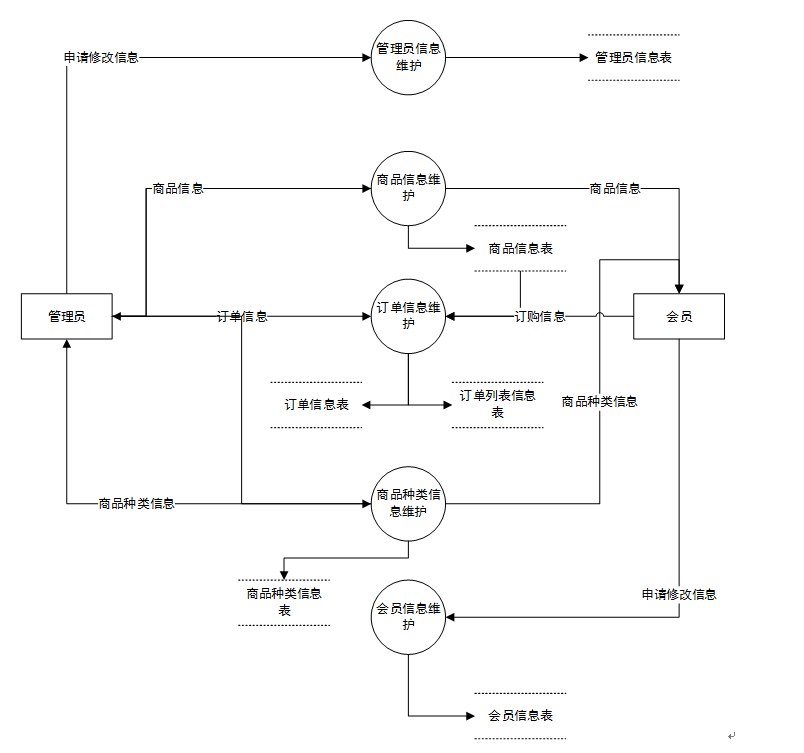 管理员信息
维护
申请修改信息
管理员信息表
商品信息维
护
商品信息
商品信息
商品信息表
订单信息维
护
管理员
订单信息
订购信息
会员
订单信息表
订单列表信息
表
商品种类信息
商品种类信
息维护
商品种类信息
商品种类信息
表
会员信息维
护
申请修改信息
会员信息表